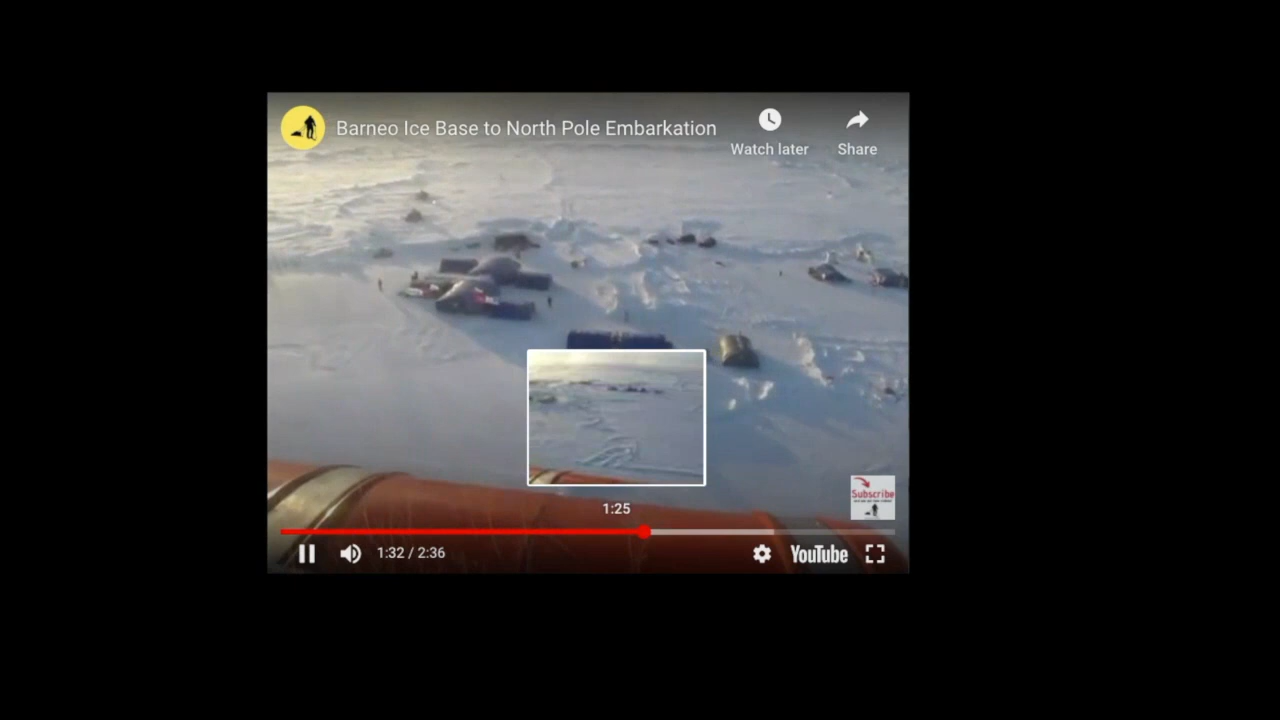 Barneo Ice Base to North Pole Embarkation
Watch later
Share
Subscribe
1:25
1:32 / 2:36
YouTube